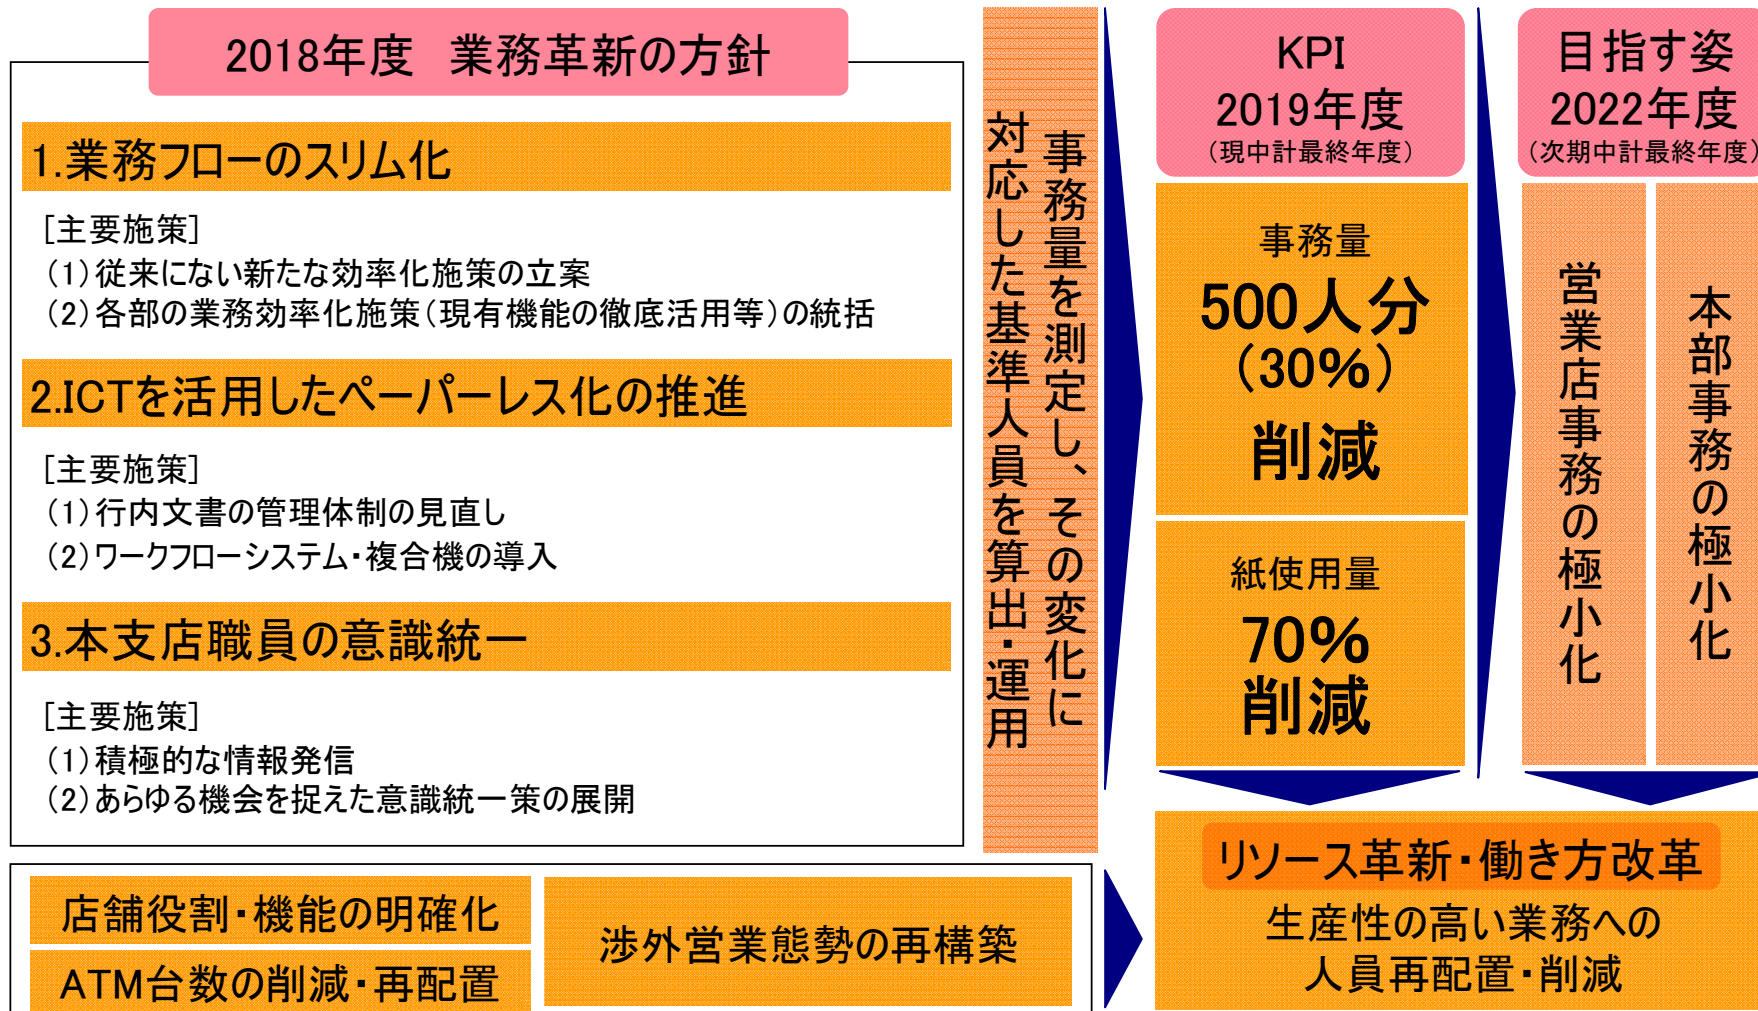 2018年度　業務革新の方針
1.業務フローのスリム化
［主要施策］
（1）従来にない新たな効率化施策の立案
（2）各部の業務効率化施策（現有機能の徹底活用等）の統括
2.ICTを活用したペーパーレス化の推進
［主要施策］
（1）行内文書の管理体制の見直し
（2）ワークフローシステム・複合機の導入
3.本支店職員の意識統一
［主要施策］
（1）積極的な情報発信
（2）あらゆる機会を捉えた意識統一策の展開
事務量を測定し、その変化に
対応した基準人員を算出・運用
KPI
2019年度
（現中計最終年度）
事務量
500人分
（30%）
削減
紙使用量
70%
削減
目指す姿
2022年度
（次期中計最終年度）
営業店事務の極小化
本部事務の極小化
店舗役割・機能の明確化
ATM台数の削減・再配置
渉外営業態勢の再構築
リソース革新・働き方改革
生産性の高い業務への
人員再配置・削減